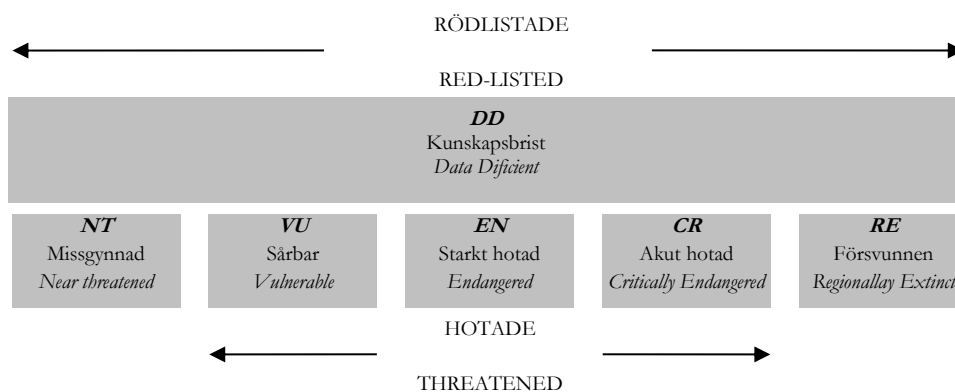 RÖDLISTADE
RED-LISTED
DD
Kunskapsbrist
Data Dificient
NT
Missgynnad
Near threatened
VU
Sårbar
Vulnerable
EN
Starkt hotad
Endangered
CR
Akut hotad
Critically Endangered
RE
Försvunnen
Regionallay Extinct
HOTADE
THREATENED